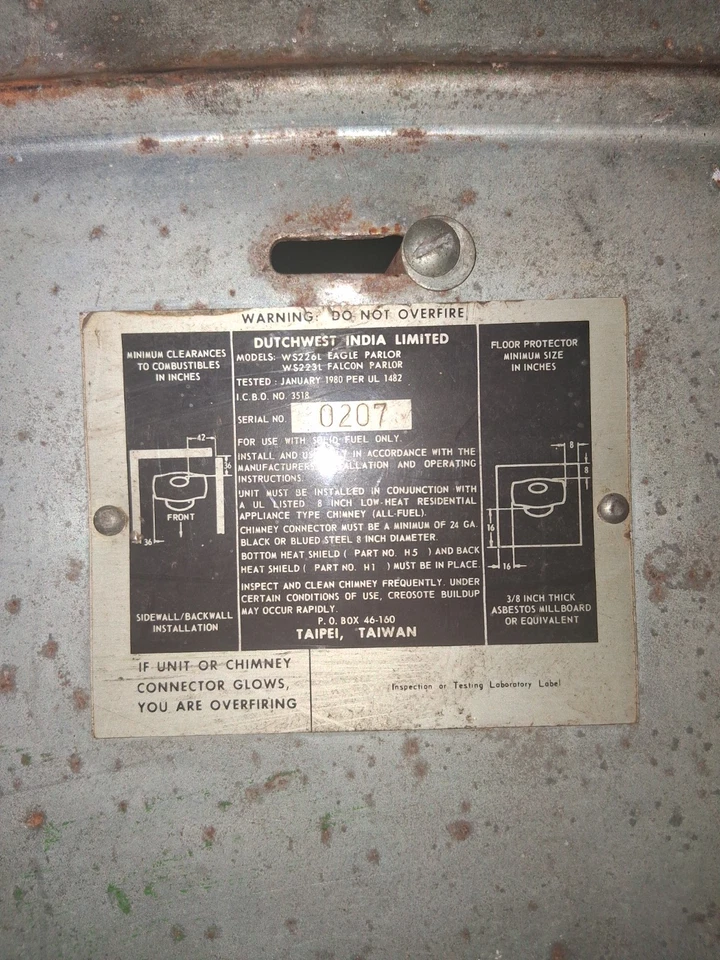 WARNING: DO NOT OVERFIRE
MINIMUM CLEARANCES
TO COMBUSTIBLES
IN INCHES
42
36
FRONT
36
SIDEWALL/BACKWALL
INSTALLATION
DUTCHWEST INDIA LIMITED
MODELS: WS226L EAGLE PARLOR
WS223L FALCON PARLOR
TESTED: JANUARY 1980 PER UL 1482
I.C.B.O. NO. 3518
SERIAL NO. 0207
FOR USE WITH SOLID FUEL ONLY.
INSTALL AND IN ACCORDANCE WITH THE
MANUFACTURERS AND OPERATING
INSTRUCTIONS.
UNIT MUST BE INSTALLED IN CONJUNCTION WITH
A UL LISTED 8 INCH LOW-HEAT RESIDENTIAL
APPLIANCE TYPE CHIMNEY (ALL-FUEL).
CHIMNEY CONNECTOR MUST BE A MINIMUM OF 24 GA.
BLACK OR BLUED STEEL 8 INCH DIAMETER.
BOTTOM HEAT SHIELD ( PART NO. H5 ) AND BACK
HEAT SHIELD ( PART NO. H1 ) MUST BE IN PLACE.
INSPECT AND CLEAN CHIMNEY FREQUENTLY. UNDER
CERTAIN CONDITIONS OF USE, CREOSOTE BUILDUP
MAY OCCUR RAPIDLY.
P.O. BOX 46-160
TAIPEI, TAIWAN
FLOOR PROTECTOR
MINIMUM SIZE
IN INCHES
8
8
16
16
3/8 INCH THICK
ASBESTOS MILLBOARD
OR EQUIVALENT
IF UNIT OR CHIMNEY
CONNECTOR GLOWS,
YOU ARE OVERFIRING
Inspection or Testing Laboratory Label